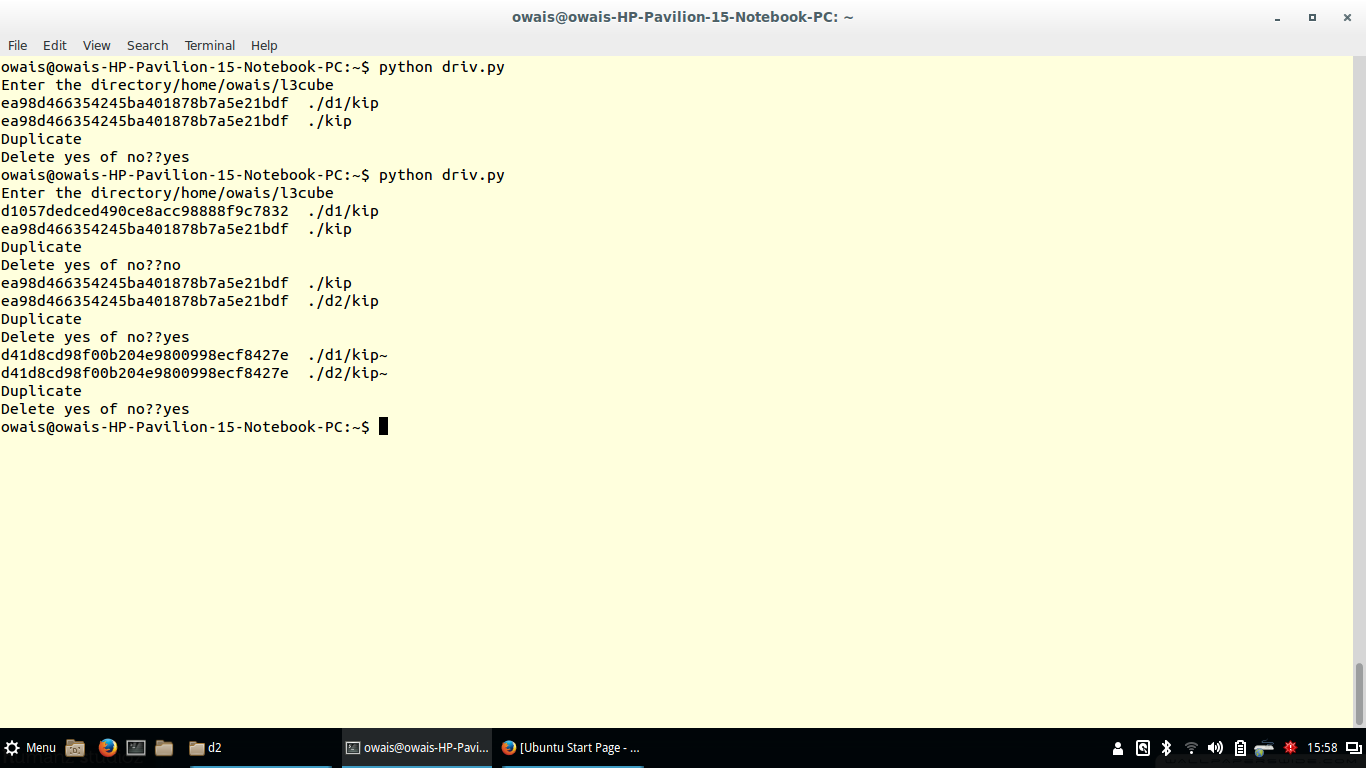 owais@owais-HP-Pavilion-15-Notebook-PC: ~
File Edit View Search Terminal Help
owais@owais-HP-Pavilion-15-Notebook-PC:~$ python driv.py
Enter the directory/home/owais/l3cube
ea98d466354245ba401878b7a5e21bdf  ./d1/kip
ea98d466354245ba401878b7a5e21bdf  ./kip
Duplicate
Delete yes of no??yes
owais@owais-HP-Pavilion-15-Notebook-PC:~$ python driv.py
Enter the directory/home/owais/l3cube
d1057dedced490ce8acc98888f9c7832  ./d1/kip
ea98d466354245ba401878b7a5e21bdf  ./kip
Duplicate
Delete yes of no??no
ea98d466354245ba401878b7a5e21bdf  ./kip
ea98d466354245ba401878b7a5e21bdf  ./d2/kip
Duplicate
Delete yes of no??yes
d41d8cd98f00b204e9800998ecf8427e  ./d1/kip~
d41d8cd98f00b204e9800998ecf8427e  ./d2/kip~
Duplicate
Delete yes of no??yes
owais@owais-HP-Pavilion-15-Notebook-PC:~$
Menu d2 owais@owais-HP-Pavi... [Ubuntu Start Page - ... 15:58